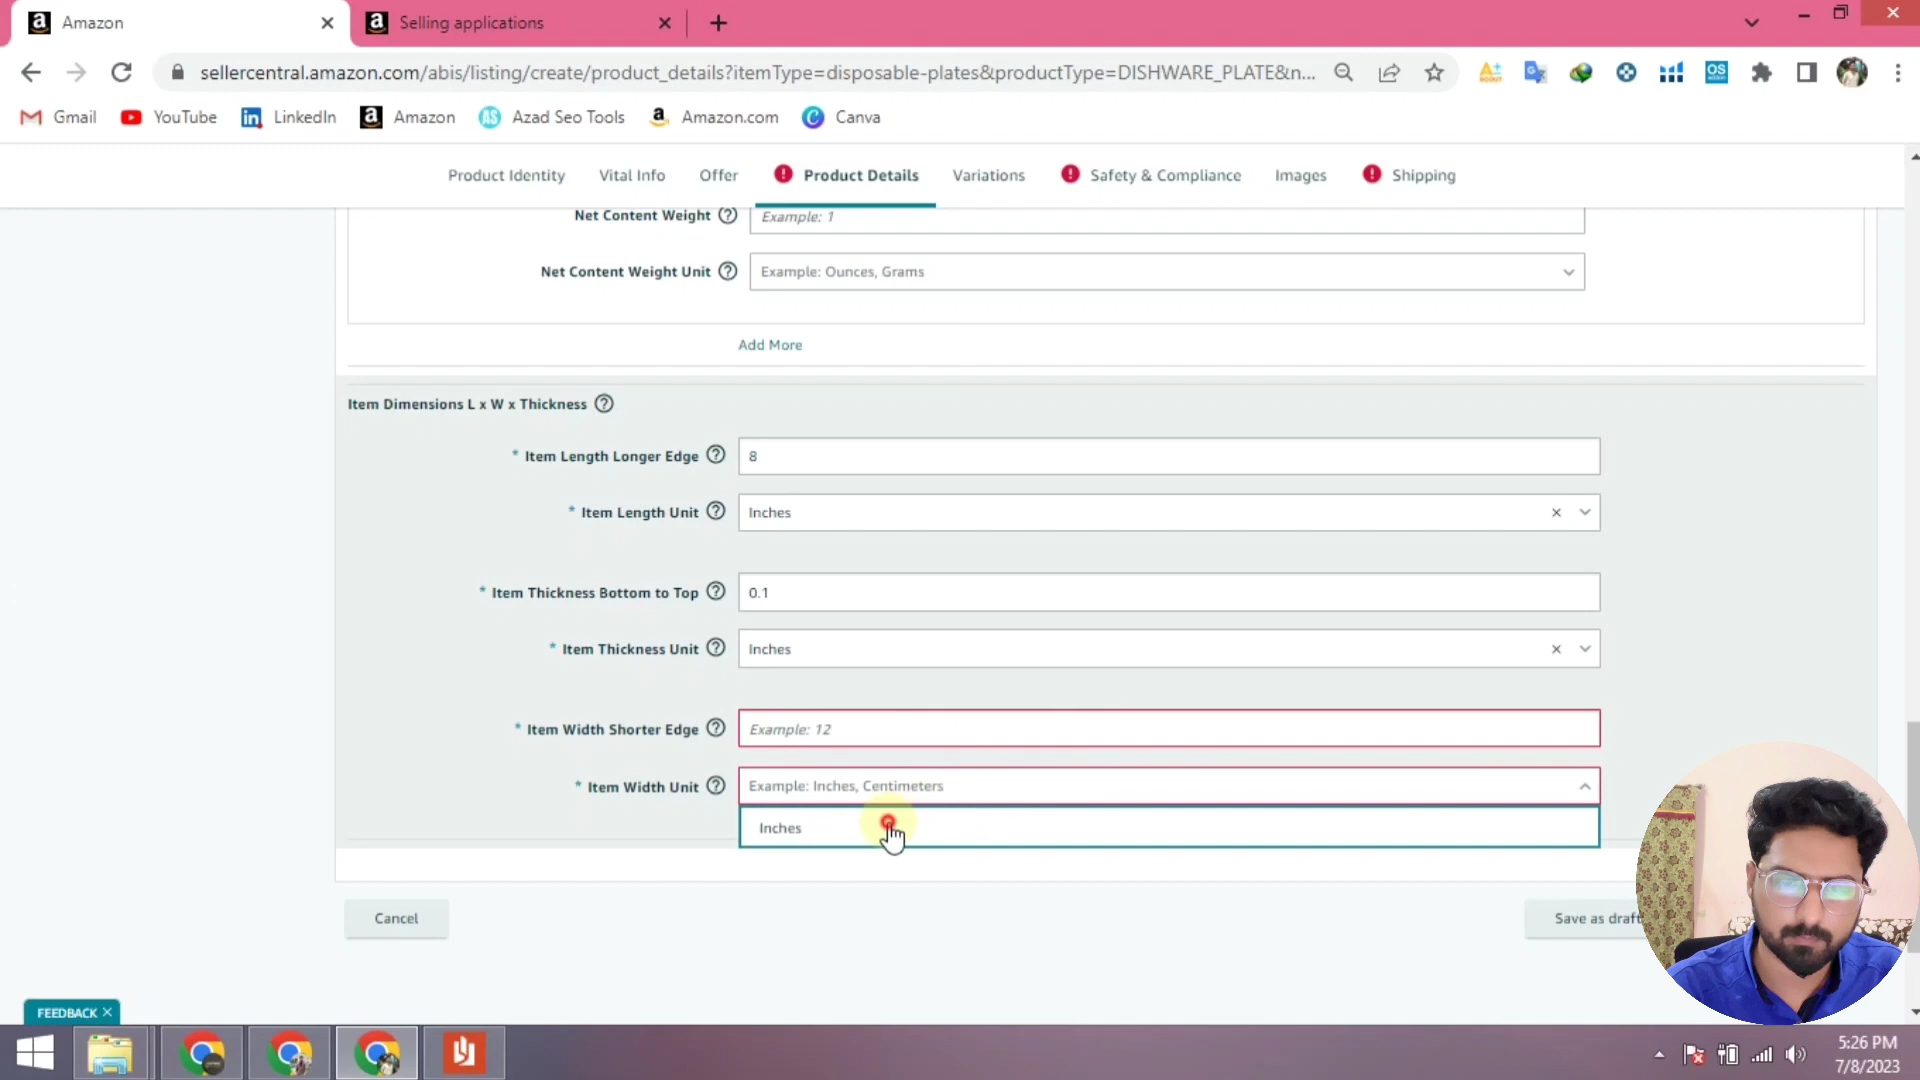 Amazon
Selling applications
sellercentral.amazon.com/abis/listing/create/product_details?itemType=disposable-plates&productType=DISHWARE_PLATE&n...
Gmail
YouTube
LinkedIn
Amazon
Azad Seo Tools
Amazon.com
Canva
Product Identity
Vital Info
Offer
Product Details
Variations
Safety & Compliance
Images
Shipping
Net Content Weight
Example: 1
Net Content Weight Unit
Example: Ounces, Grams
Add More
Item Dimensions L x W x Thickness
* Item Length Longer Edge
8
* Item Length Unit
Inches
* Item Thickness Bottom to Top
0.1
* Item Thickness Unit
Inches
* Item Width Shorter Edge
Example: 12
* Item Width Unit
Example: Inches, Centimeters
Inches
Cancel
Save as draft
FEEDBACK
5:26 PM
7/8/2023